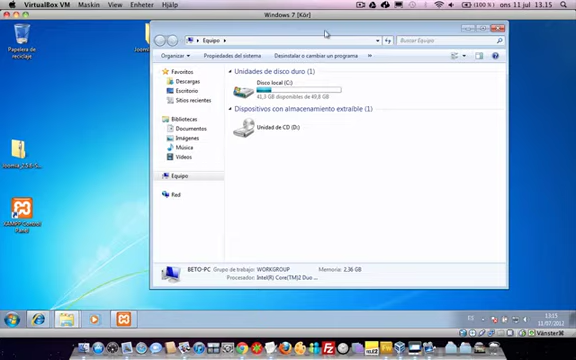 VirtualBox VM Maskin View Enheter Hjälp
(100 %) ons 11 jul 13.15
Windows 7 [Kör]
Papelera de
reciclaje
Equipo
Buscar Equipo
Organizar Propiedades del sistema Desinstalar o cambiar un programa
Favoritos
Descargas
Escritorio
Sitios recientes
Bibliotecas
Documentos
Imágenes
Música
Vídeos
Equipo
Red
Unidades de disco duro (1)
Disco local (C:)
41,3 GB disponibles de 49,8 GB
Dispositivos con almacenamiento extraíble (1)
Unidad de CD (D:)
XAMPP Control
Panel
BETO-PC Grupo de trabajo: WORKGROUP Memoria: 2,36 GB
Procesador: Intel(R) Core(TM)2 Duo ...
ES
13:15
11/07/2012
Vänster⌘